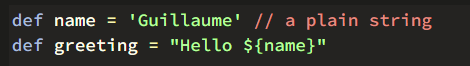 def name = 'Guillaume' // a plain string
def greeting = "Hello ${name}"